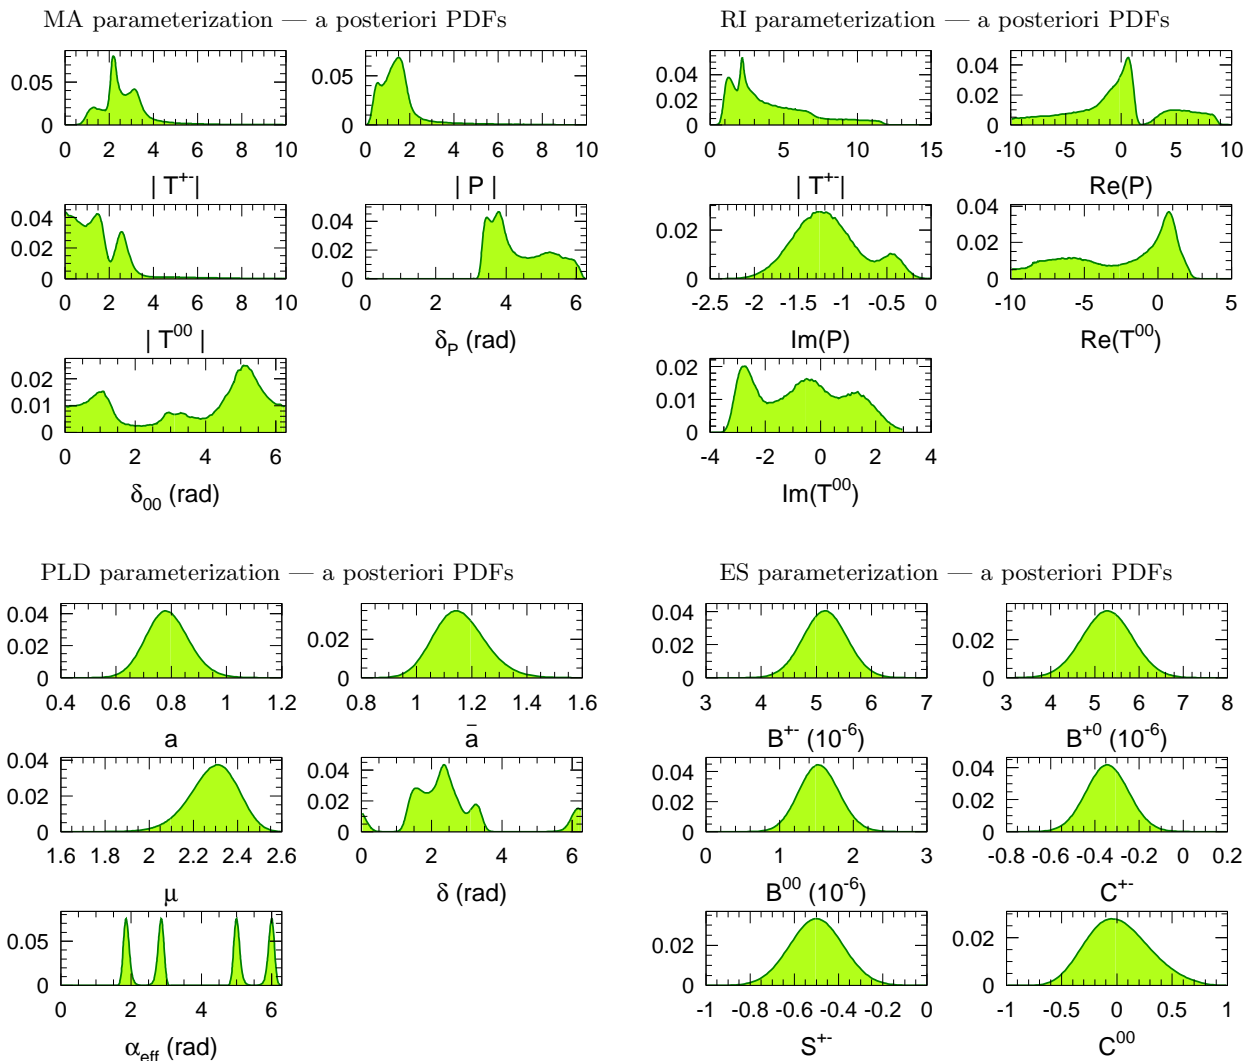 MA parameterization — a posteriori PDFs
RI parameterization — a posteriori PDFs
0.05
0
0 2 4 6 8 10
| T⁺⁻|
0.05
0
0 2 4 6 8 10
| P |
0.04
0.02
0
0 5 10 15
| T⁺⁻|
0.04
0.02
0
-10 -5 0 5 10
Re(P)
0.04
0.02
0
0 2 4 6 8 10
| T⁰⁰ |
0.04
0.02
0
0 2 4 6
δP (rad)
0.02
0
-2.5 -2 -1.5 -1 -0.5 0
Im(P)
0.04
0.02
0
-10 -5 0 5
Re(T⁰⁰)
0.02
0.01
0
0 2 4 6
δ₀₀ (rad)
0.02
0.01
0
-4 -2 0 2 4
Im(T⁰⁰)
PLD parameterization — a posteriori PDFs
ES parameterization — a posteriori PDFs
0.04
0.02
0
0.4 0.6 0.8 1 1.2
a
0.02
0
0.8 1 1.2 1.4 1.6
ā
0.04
0.02
0
3 4 5 6 7
B⁺⁻ (10⁻⁶)
0.02
0
3 4 5 6 7 8
B⁺⁰ (10⁻⁶)
0.04
0.02
0
1.6 1.8 2 2.2 2.4 2.6
μ
0.04
0.02
0
0 2 4 6
δ (rad)
0.04
0.02
0
0 1 2 3
B⁰⁰ (10⁻⁶)
0.04
0.02
0
-0.8 -0.6 -0.4 -0.2 0 0.2
C⁺⁻
0.05
0
0 2 4 6
αeff (rad)
0.02
0
-1 -0.8 -0.6 -0.4 -0.2 0
S⁺⁻
0.02
0
-1 -0.5 0 0.5 1
C⁰⁰